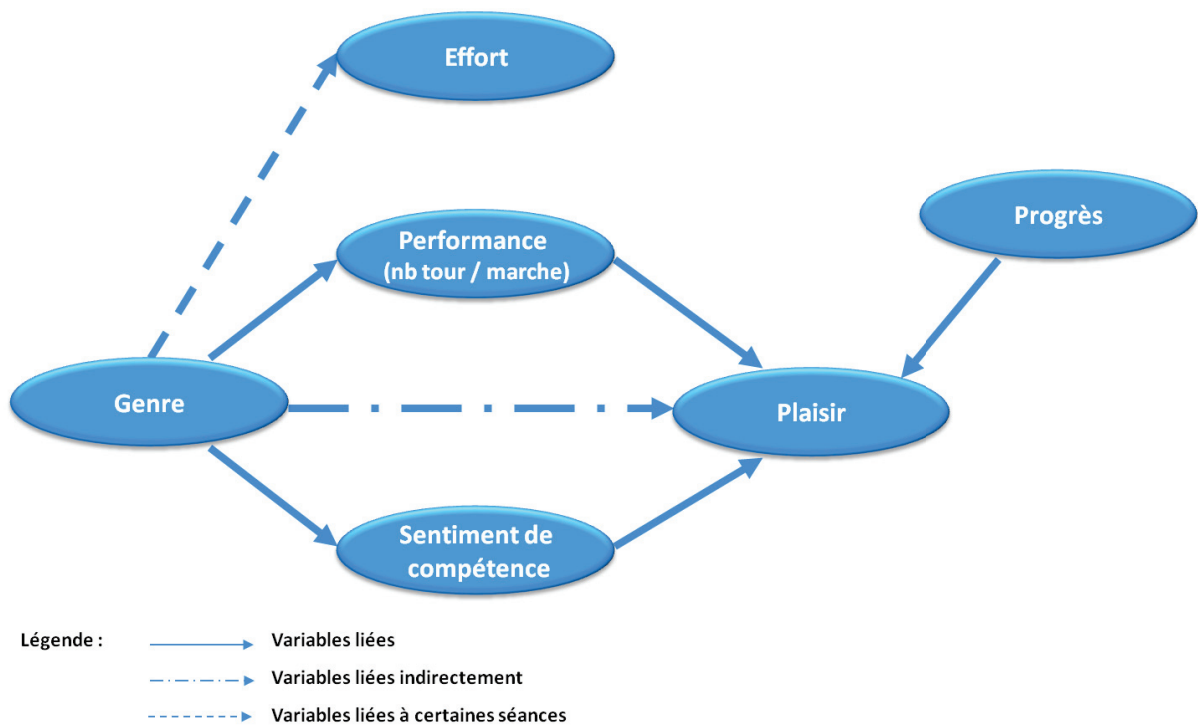 Effort
Progrès
Performance
(nb tour / marche)
Genre
Plaisir
Sentiment de
compétence
Légende :
Variables liées
Variables liées indirectement
Variables liées à certaines séances